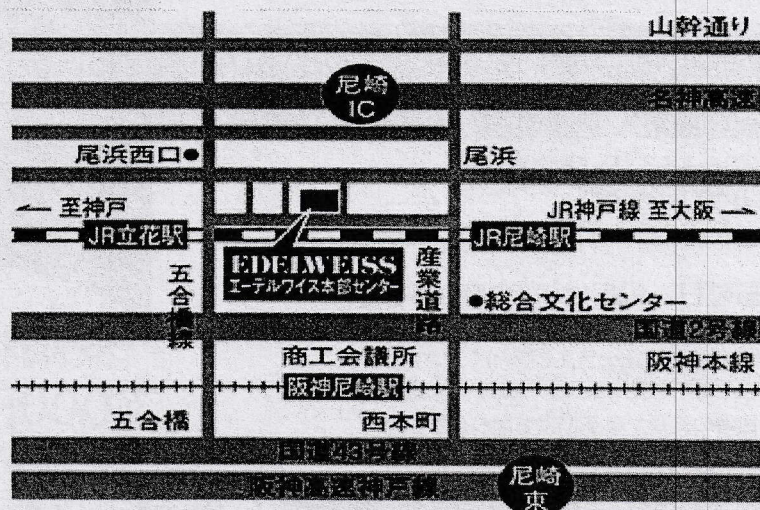 山幹通り
尼崎
IC
名神高速
尾浜西口
尾浜
至神戸
JR神戸線 至大阪
JR立花駅
JR尼崎駅
EDELWEISS
エーデルワイス本部センター
産業道路
五合橋線
総合文化センター
国道2号線
商工会議所
阪神本線
阪神尼崎駅
五合橋
西本町
国道43号線
阪神高速神戸線
尼崎
東